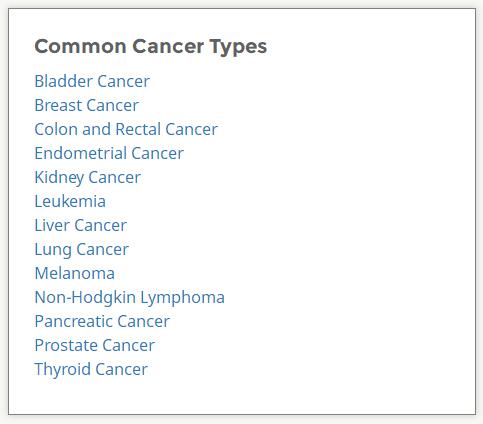 Common Cancer Types
Bladder Cancer
Breast Cancer
Colon and Rectal Cancer
Endometrial Cancer
Kidney Cancer
Leukemia
Liver Cancer
Lung Cancer
Melanoma
Non-Hodgkin Lymphoma
Pancreatic Cancer
Prostate Cancer
Thyroid Cancer